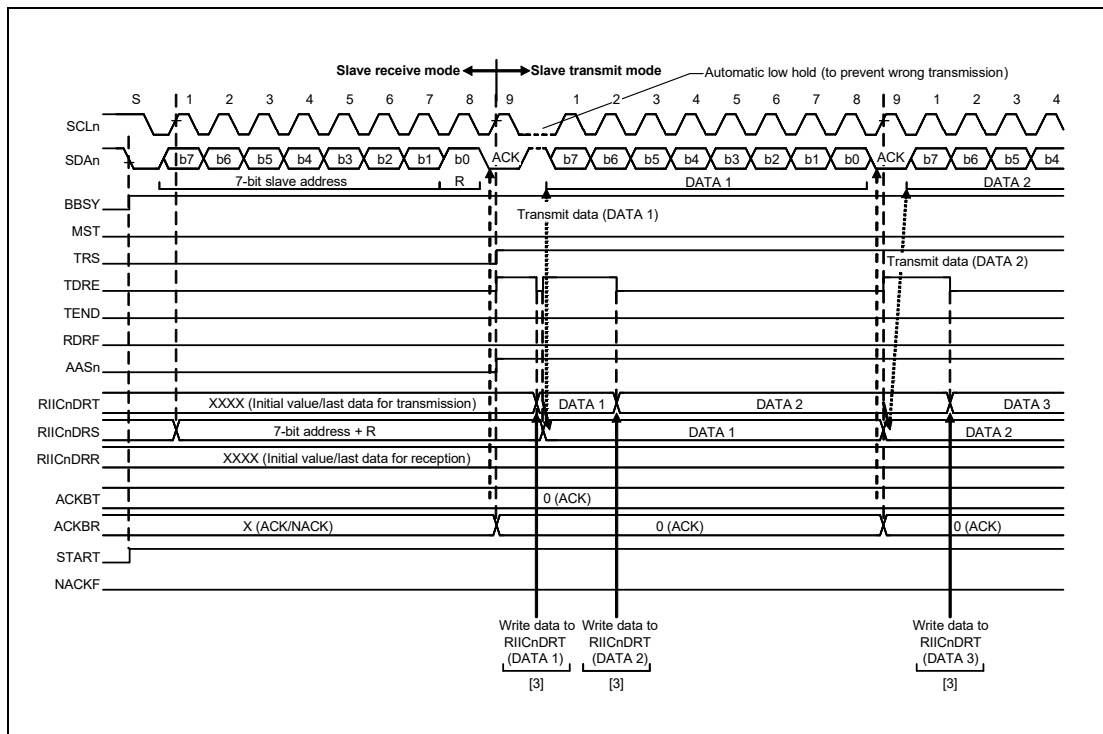 Slave receive mode Slave transmit mode
Automatic low hold (to prevent wrong transmission)
S 1 2 3 4 5 6 7 8 9 1 2 3 4 5 6 7 8 9 1 2 3 4
SCLn
SDAn b7 b6 b5 b4 b3 b2 b1 b0 ACK b7 b6 b5 b4 b3 b2 b1 b0 ACK b7 b6 b5 b4
7-bit slave address R DATA 1 DATA 2
BBSY
Transmit data (DATA 1)
MST
TRS
Transmit data (DATA 2)
TDRE
TEND
RDRF
AASn
RIICnDRT XXXX (Initial value/last data for transmission) DATA 1 DATA 2 DATA 3
RIICnDRS 7-bit address + R DATA 1 DATA 2
RIICnDRR XXXX (Initial value/last data for reception)
ACKBT 0 (ACK)
ACKBR X (ACK/NACK) 0 (ACK) 0 (ACK)
START
NACKF
Write data to RIICnDRT (DATA 1)
[3]
Write data to RIICnDRT (DATA 2)
[3]
Write data to RIICnDRT (DATA 3)
[3]